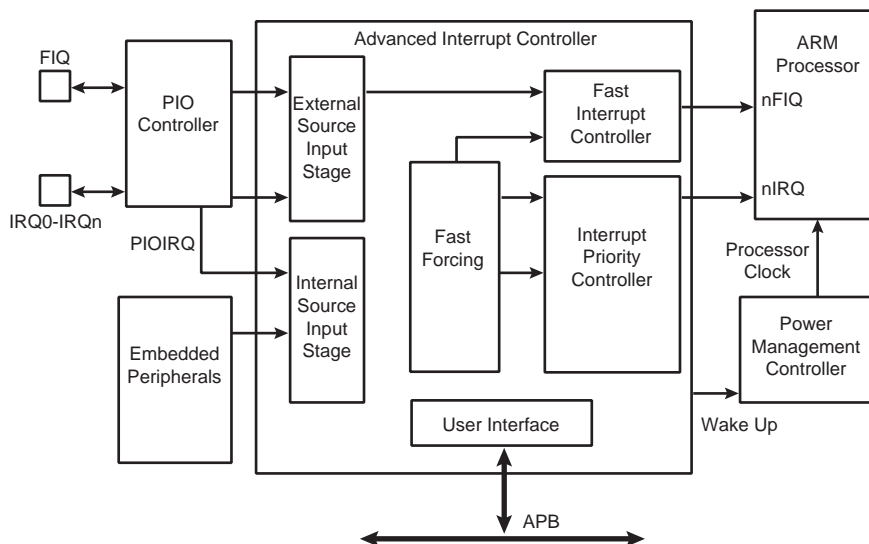 FIQ
PIO
Controller
IRQ0-IRQn
PIOIRQ
Embedded
Peripherals
Advanced Interrupt Controller
External
Source
Input
Stage
Internal
Source
Input
Stage
Fast
Forcing
Fast
Interrupt
Controller
Interrupt
Priority
Controller
User Interface
APB
ARM
Processor
nFIQ
nIRQ
Processor
Clock
Power
Management
Controller
Wake Up